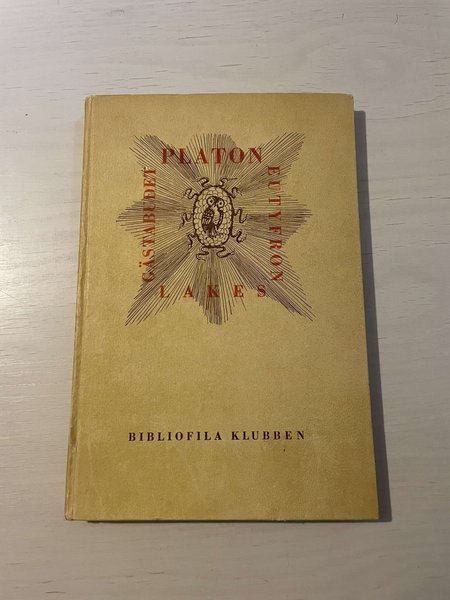 PLATON
GÄSTABUDET
EUTYFRON
LAKES
BIBLIOFILA KLUBBEN